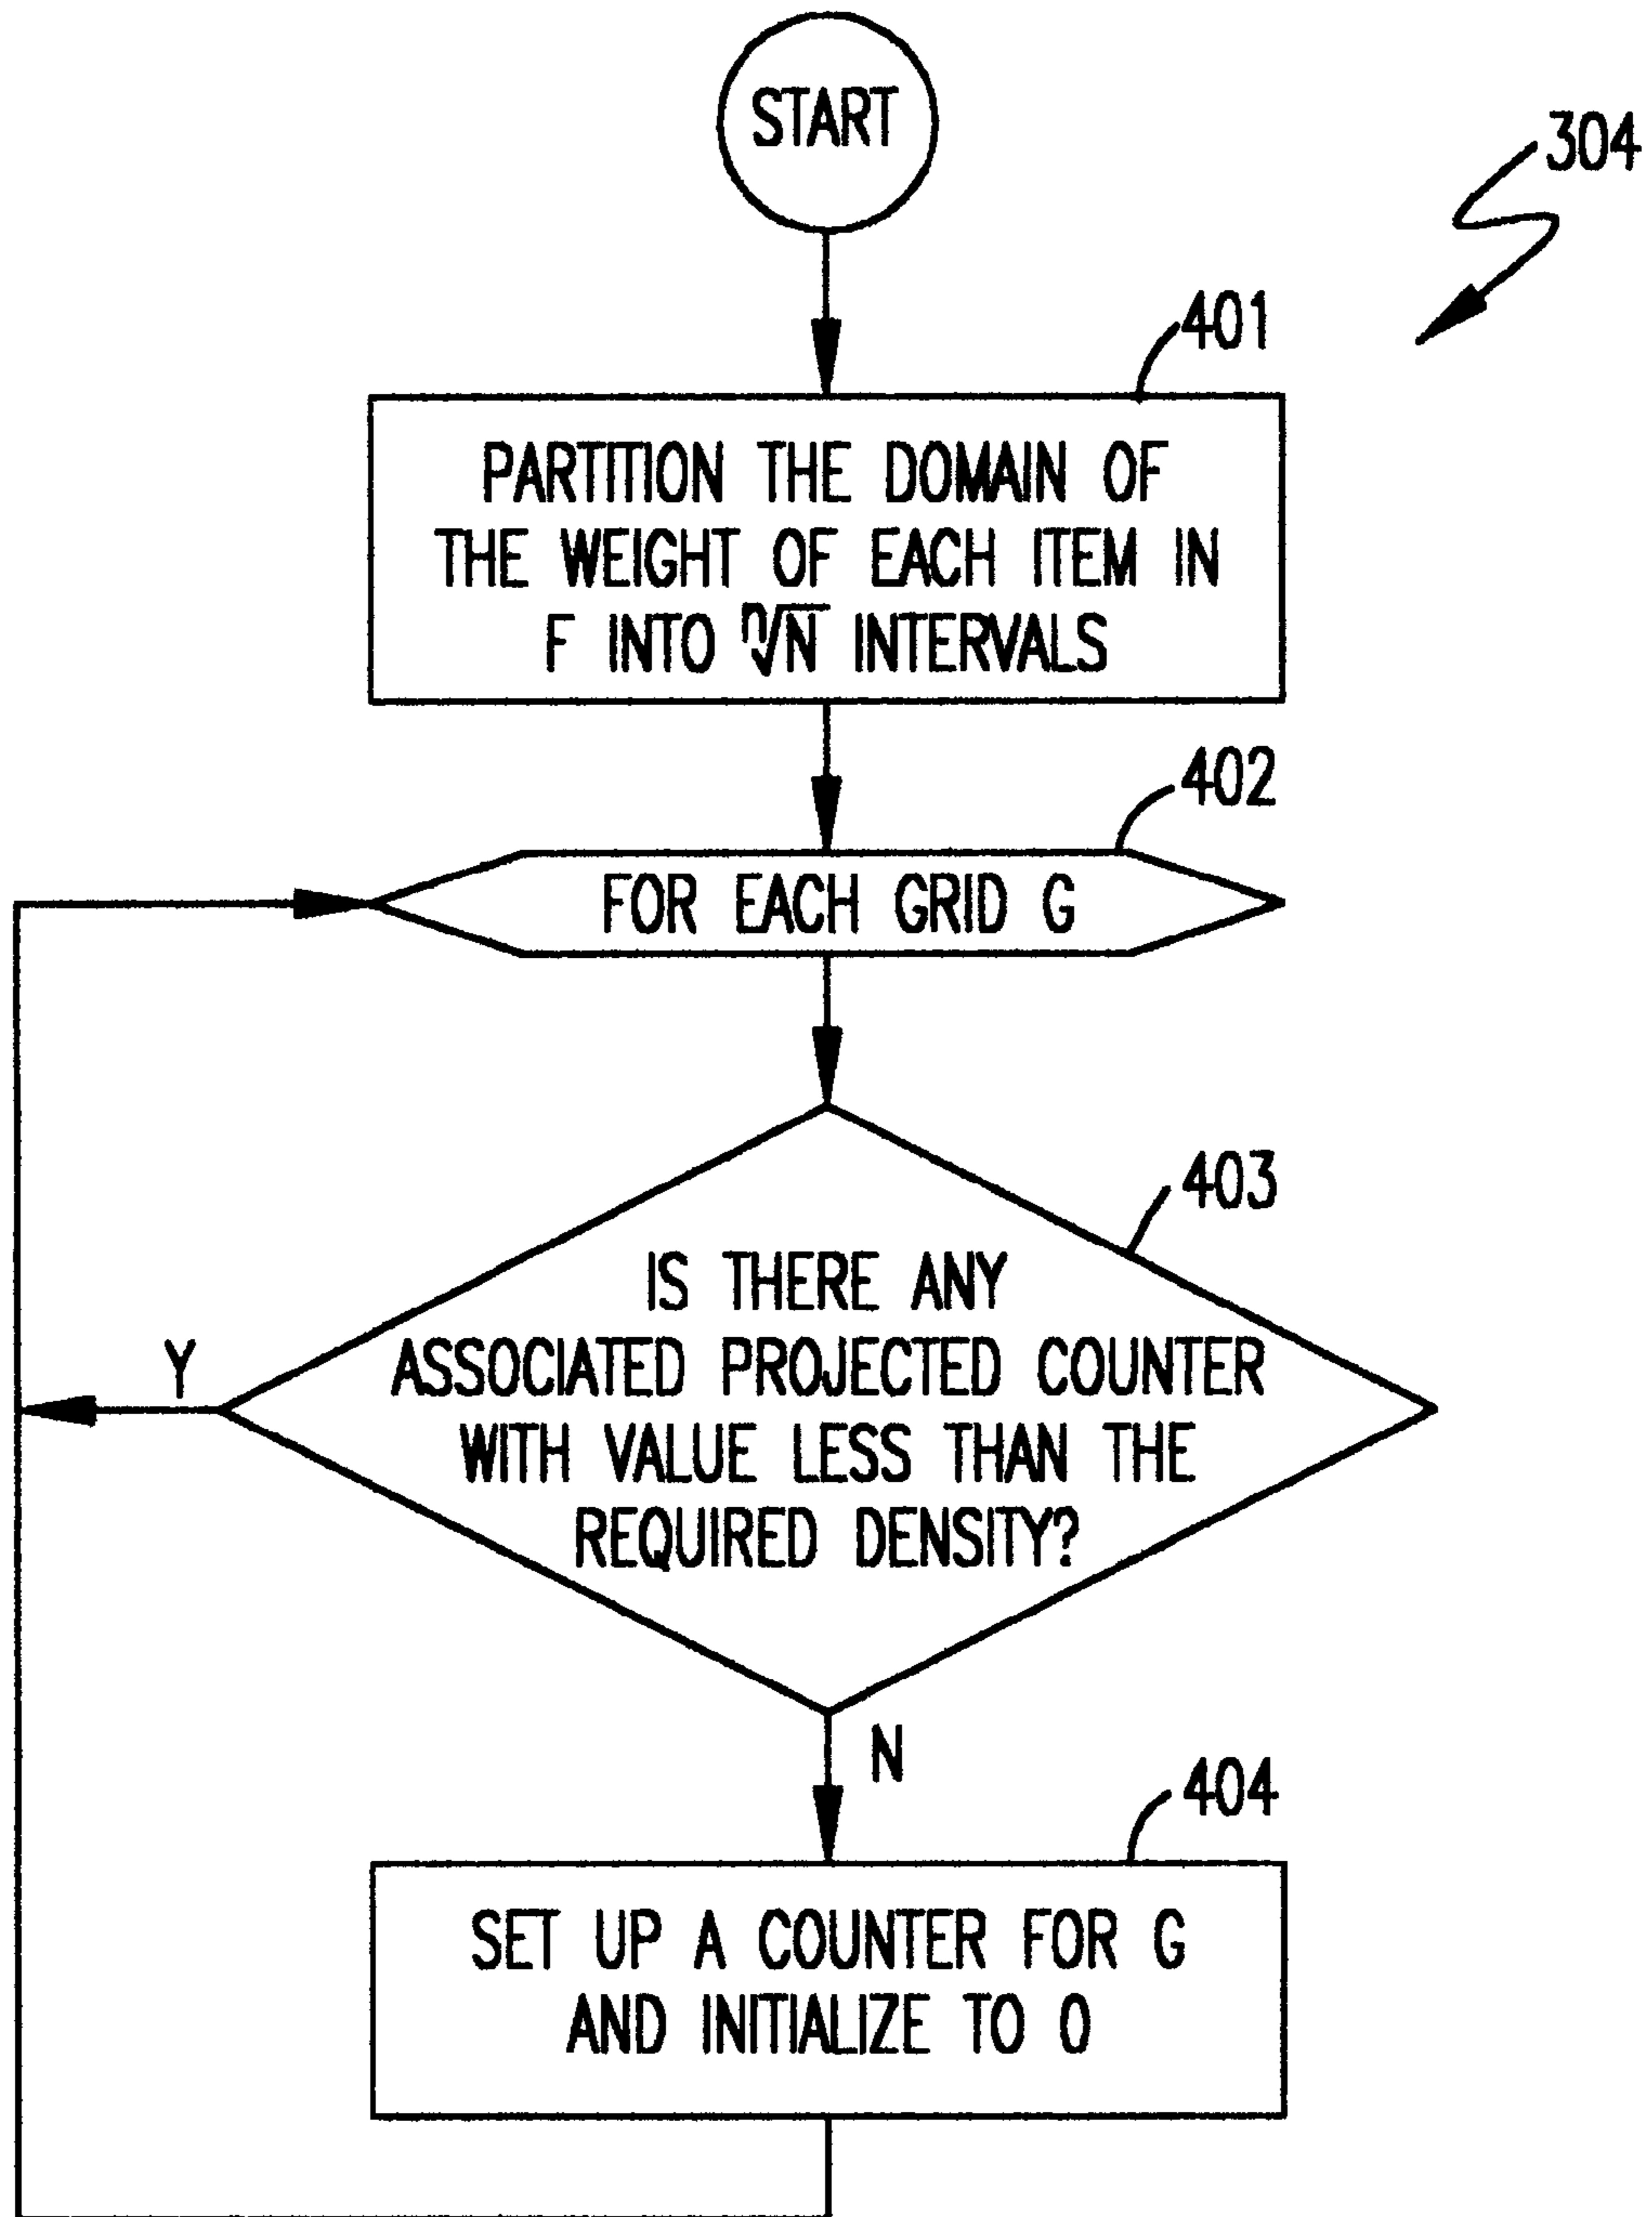 START
304
401
PARTITION THE DOMAIN OF
THE WEIGHT OF EACH ITEM IN
F INTO ⁿ√N INTERVALS
402
FOR EACH GRID G
403
IS THERE ANY
ASSOCIATED PROJECTED COUNTER
WITH VALUE LESS THAN THE
REQUIRED DENSITY?
Y
N
404
SET UP A COUNTER FOR G
AND INITIALIZE TO 0